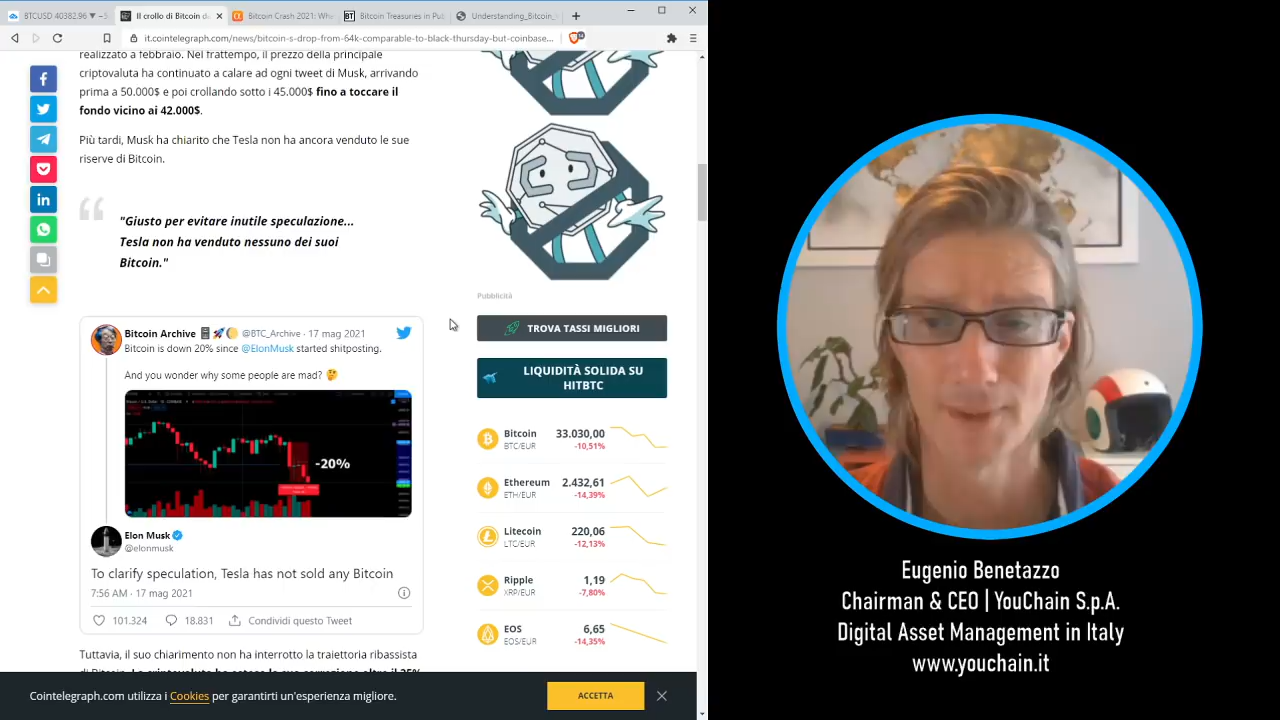 BTCUSD 40382.96 ▼ −5
Il crollo di Bitcoin da
Bitcoin Crash 2021: Why
BT
Bitcoin Treasuries in Pub
Understanding_Bitcoin_
it.cointelegraph.com/news/bitcoin-s-drop-from-64k-comparable-to-black-thursday-but-coinbase...
realizzato a febbraio. Nel frattempo, il prezzo della principale
criptovaluta ha continuato a calare ad ogni tweet di Musk, arrivando
prima a 50.000$ e poi crollando sotto i 45.000$ fino a toccare il
fondo vicino ai 42.000$.
Più tardi, Musk ha chiarito che Tesla non ha ancora venduto le sue
riserve di Bitcoin.
"Giusto per evitare inutile speculazione...
Tesla non ha venduto nessuno dei suoi
Bitcoin."
Bitcoin Archive @BTC_Archive · 17 mag 2021
Bitcoin is down 20% since @ElonMusk started shitposting.
And you wonder why some people are mad? 🤔
-20%
Elon Musk
@elonmusk
To clarify speculation, Tesla has not sold any Bitcoin
7:56 AM · 17 mag 2021
101.324 18.831 Condividi questo Tweet
Tuttavia, il suo chiarimento non ha interrotto la traiettoria ribassista
Pubblicità
TROVA TASSI MIGLIORI
LIQUIDITÀ SOLIDA SU
HITBTC
Bitcoin 33.030,00
BTC/EUR -10,51%
Ethereum 2.432,61
ETH/EUR -14,39%
Litecoin 220,06
LTC/EUR -12,13%
Ripple 1,19
XRP/EUR -7,80%
EOS 6,65
EOS/EUR -14,35%
Cointelegraph.com utilizza i Cookies per garantirti un'esperienza migliore.
ACCETTA
Eugenio Benetazzo
Chairman & CEO | YouChain S.p.A.
Digital Asset Management in Italy
www.youchain.it